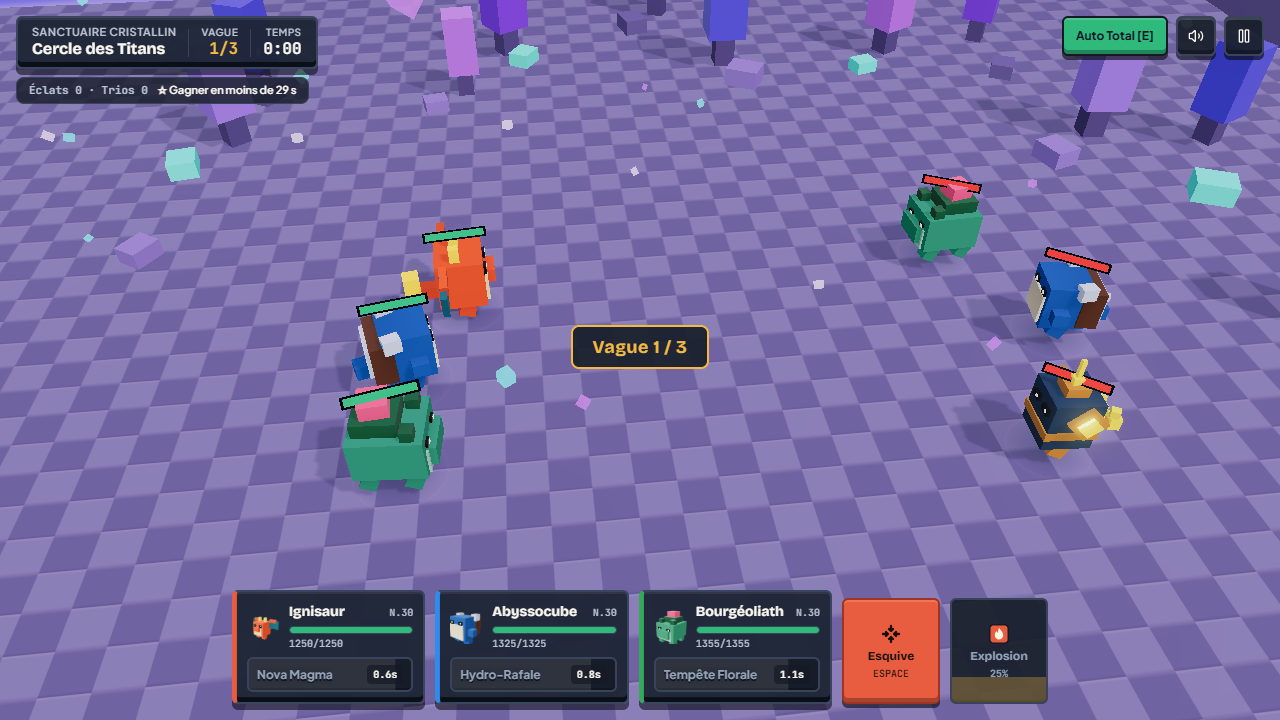 SANCTUAIRE CRISTALLIN
Cercle des Titans
VAGUE
1/3
TEMPS
0:00
Éclats 0 · Trios 0 ★ Gagner en moins de 29 s
Auto Total [E]
Vague 1 / 3
Ignisaur N.30
1250/1250
Nova Magma 0.6s
Abyssocube N.30
1325/1325
Hydro-Rafale 0.8s
Bourgéoliath N.30
1355/1355
Tempête Florale 1.1s
Esquive
ESPACE
Explosion
25%